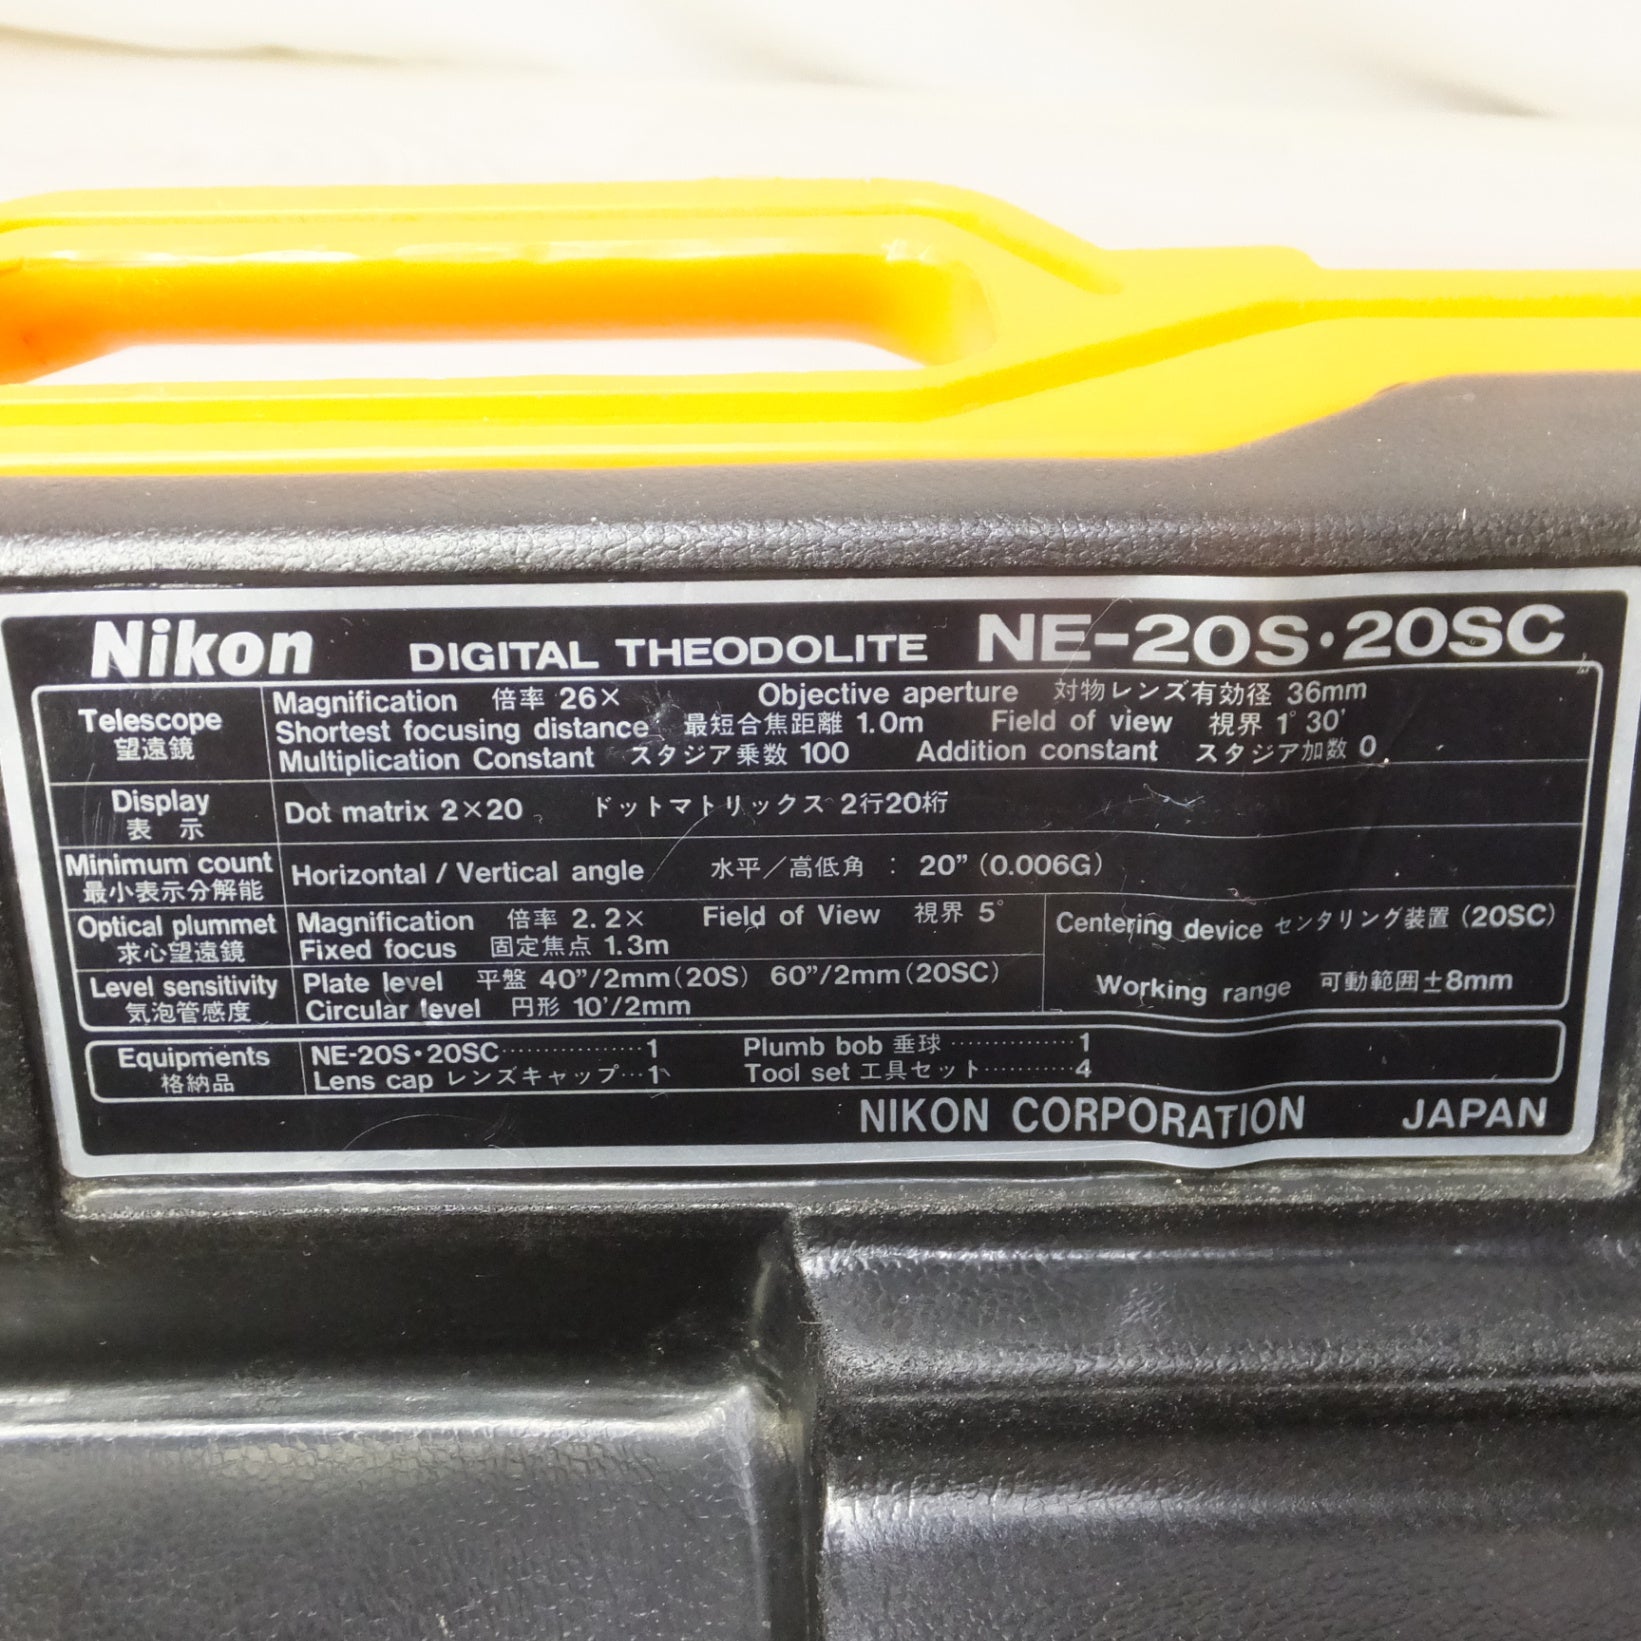 Nikon DIGITAL THEODOLITE NE-20S・20SC
Telescope
望遠鏡
Magnification 倍率 26× Objective aperture 対物レンズ有効径 36mm
Shortest focusing distance 最短合焦距離 1.0m Field of view 視界 1° 30′
Multiplication Constant スタジア乗数 100 Addition constant スタジア加数 0
Display
表 示
Dot matrix 2×20 ドットマトリックス 2行20桁
Minimum count
最小表示分解能
Horizontal / Vertical angle 水平／高低角 : 20” (0.006G)
Optical plummet
求心望遠鏡
Magnification 倍率 2.2× Field of View 視界 5°
Fixed focus 固定焦点 1.3m
Centering device センタリング装置 (20SC)
Working range 可動範囲±8mm
Level sensitivity
気泡管感度
Plate level 平盤 40”/2mm(20S) 60”/2mm(20SC)
Circular level 円形 10’/2mm
Equipments
格納品
NE-20S・20SC················1 Plumb bob 垂球···············1
Lens cap レンズキャップ···1 Tool set 工具セット···········4
NIKON CORPORATION JAPAN